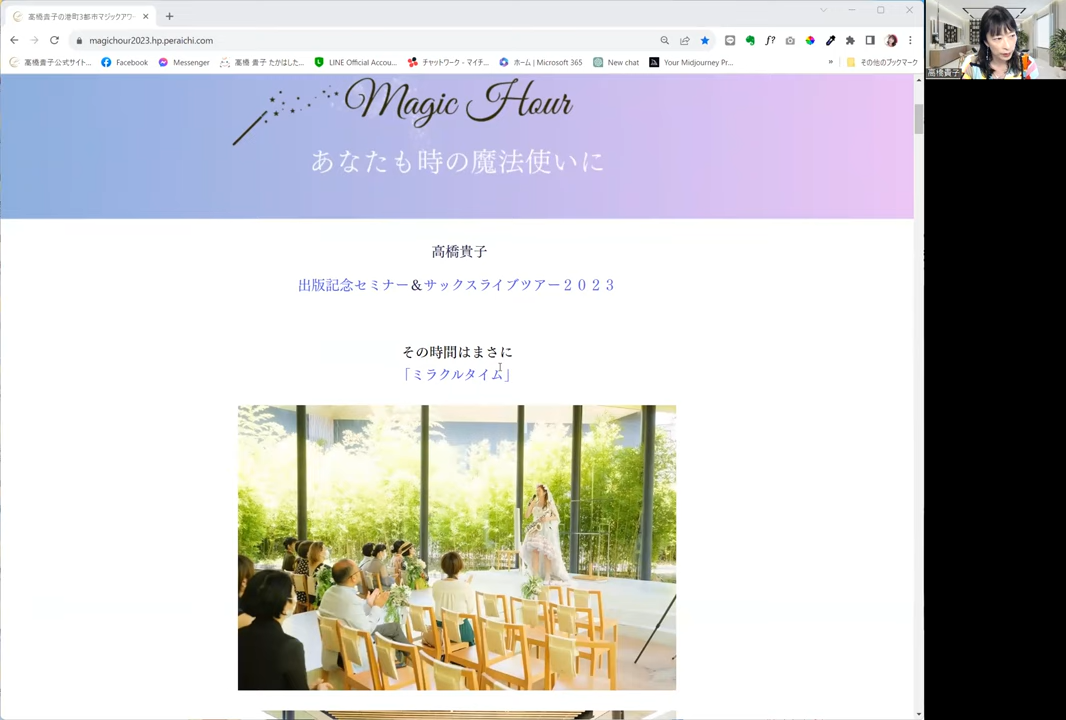 高橋貴子の港町3都市マジックアワー
magichour2023.hp.peraichi.com
高橋貴子公式サイト...
Facebook
Messenger
高橋 貴子 たかはした...
LINE Official Accou...
チャットワーク - マイチ...
ホーム | Microsoft 365
New chat
Your Midjourney Pr...
»
その他のブックマーク
f?
高橋貴子
Magic Hour
あなたも時の魔法使いに
高橋貴子
出版記念セミナー＆サックスライブツアー２０２３
その時間はまさに
「ミラクルタイム」